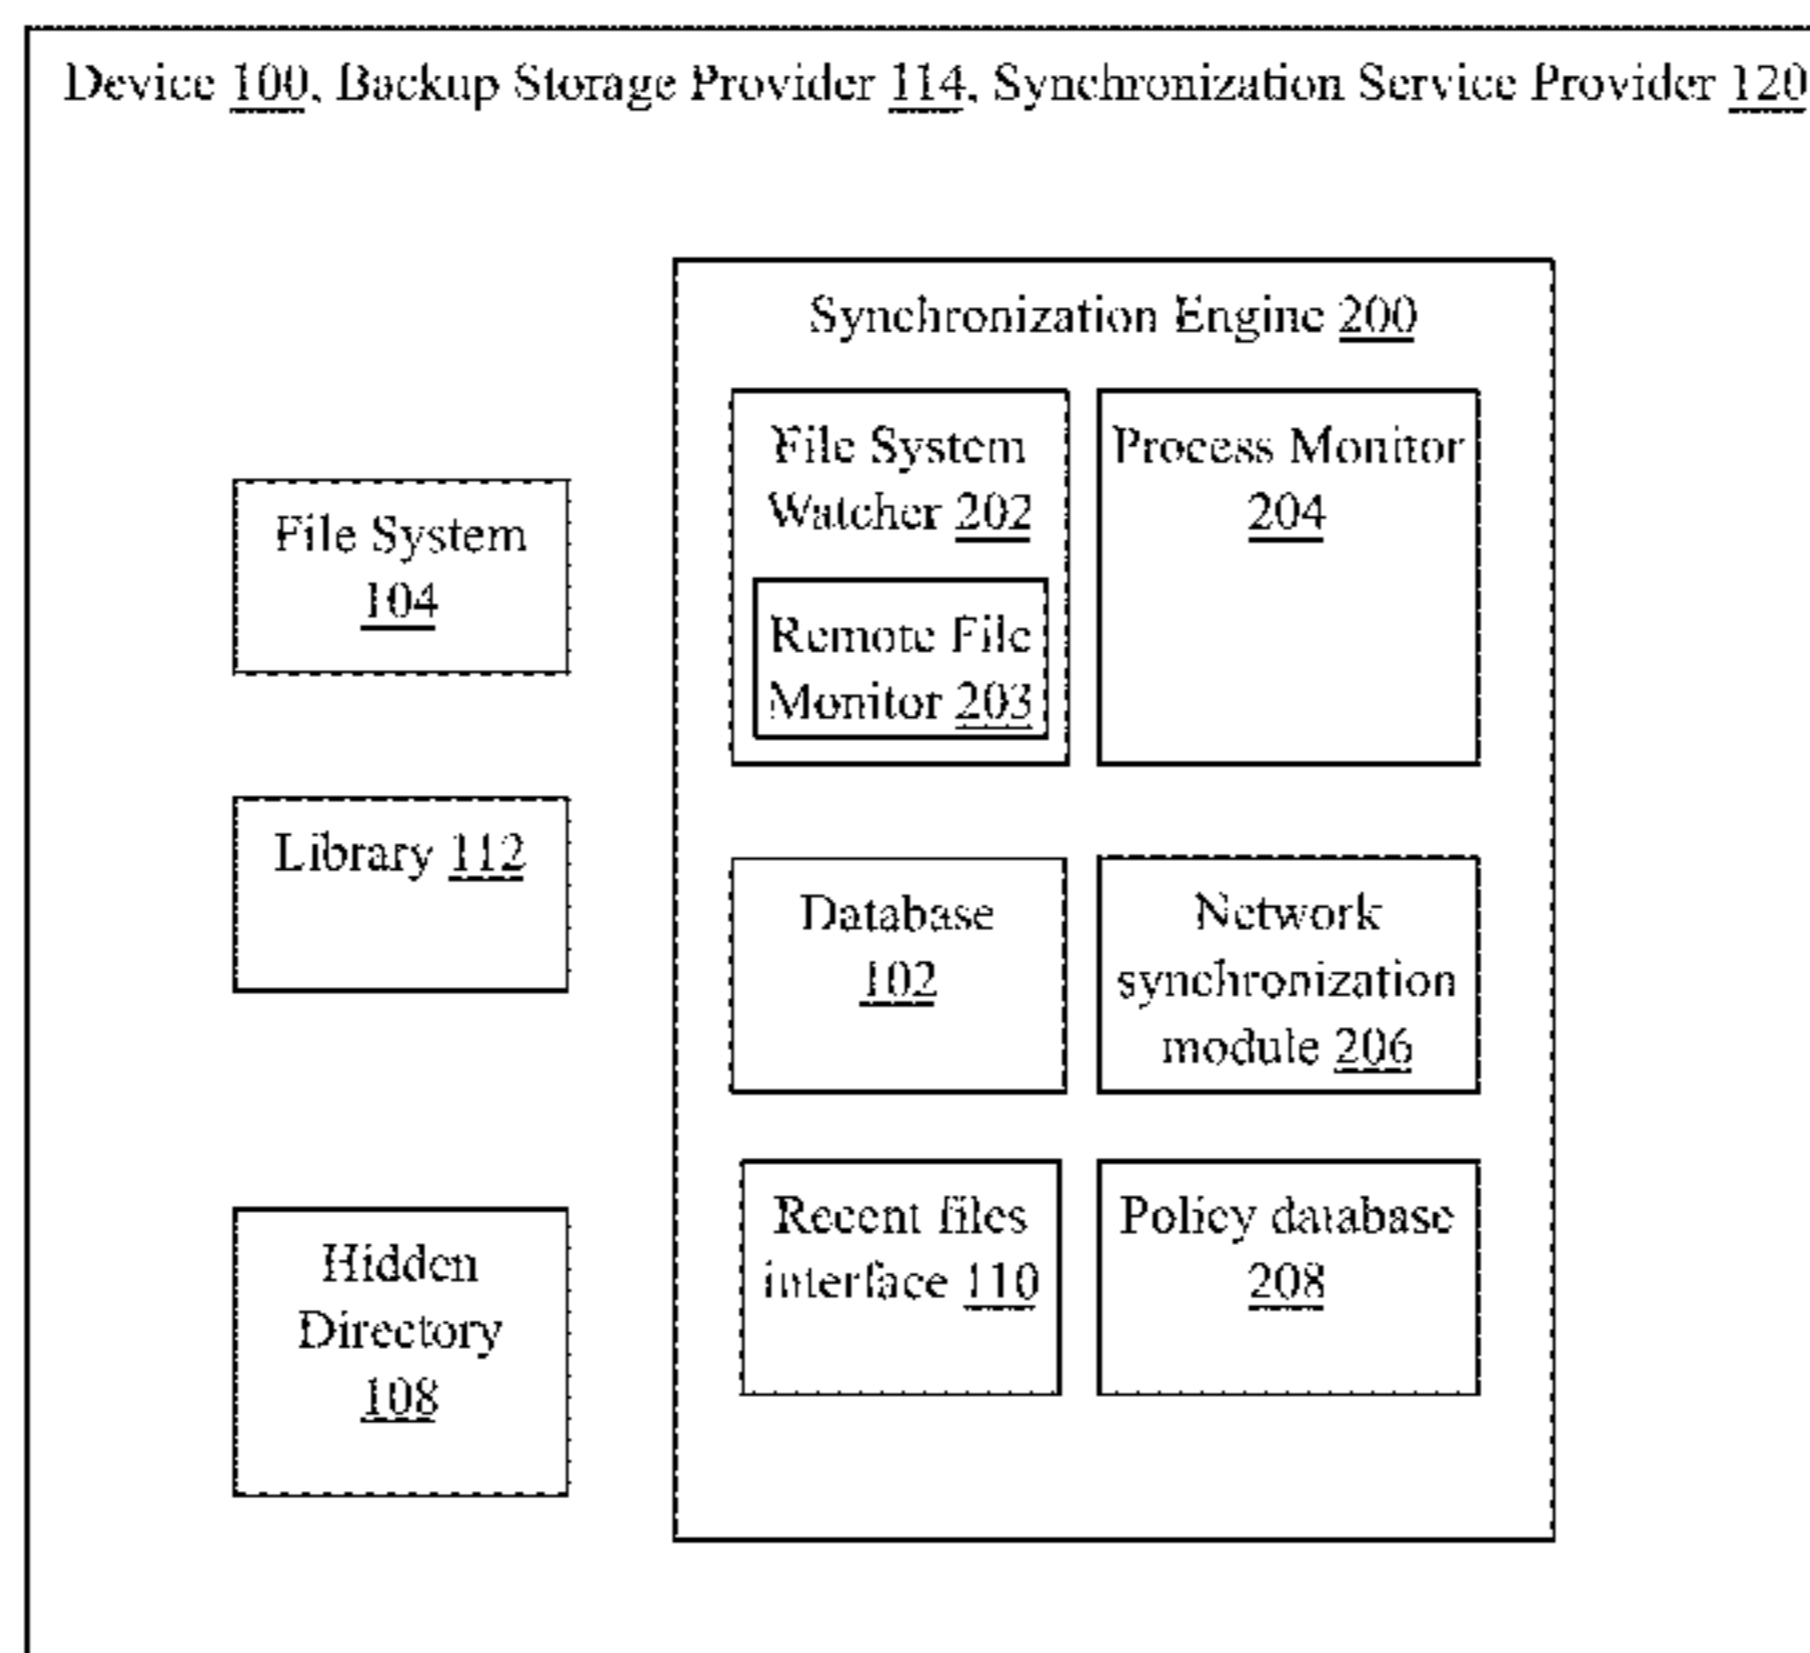 Device 100, Backup Storage Provider 114, Synchronization Service Provider 120
Synchronization Engine 200
File System
Watcher 202
Remote File
Monitor 203
Process Monitor
204
File System
104
Library 112
Database
102
Network
synchronization
module 206
Hidden
Directory
108
Recent files
interface 110
Policy database
208